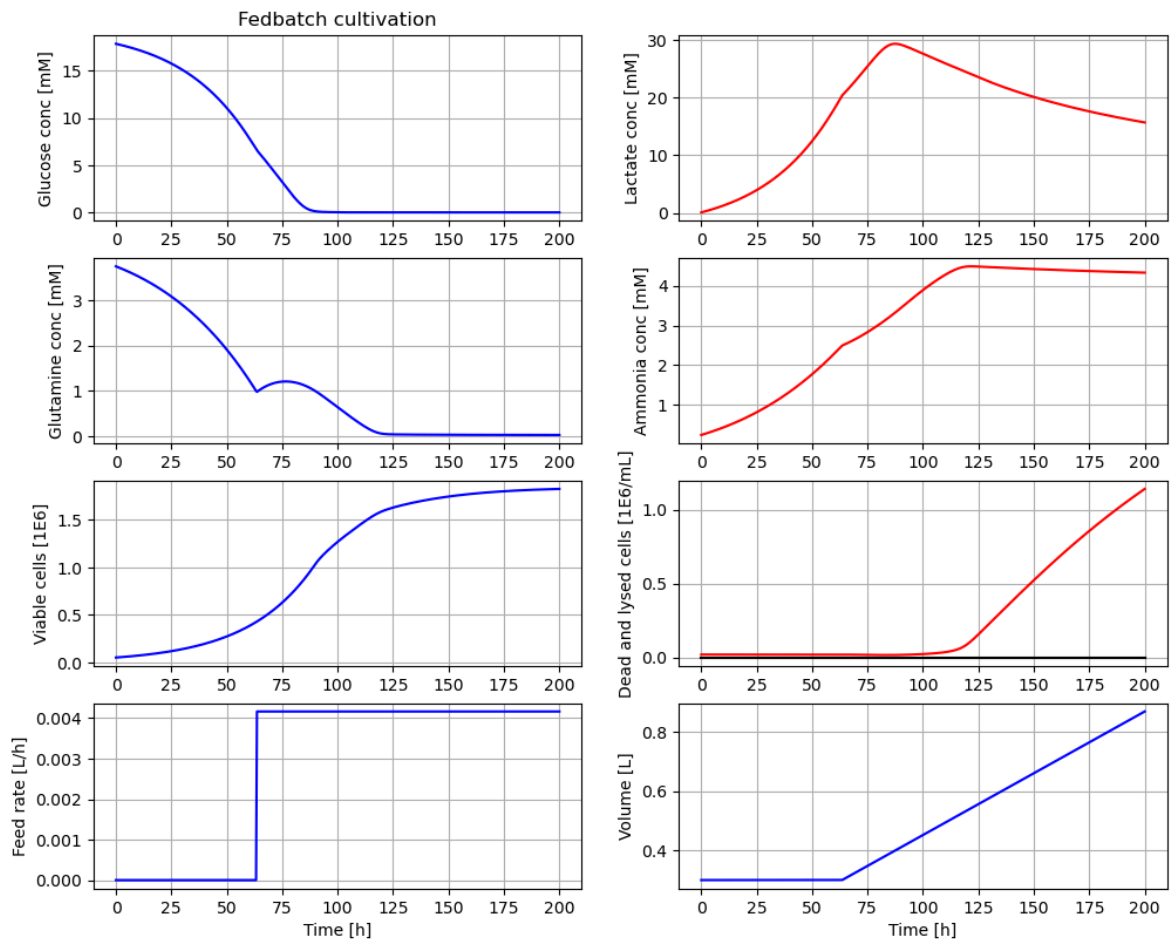 Fedbatch cultivation
Glucose conc [mM]
15
10
5
0
0 25 50 75 100 125 150 175 200
Lactate conc [mM]
30
20
10
0
0 25 50 75 100 125 150 175 200
Glutamine conc [mM]
3
2
1
0
0 25 50 75 100 125 150 175 200
Ammonia conc [mM]
4
3
2
1
0 25 50 75 100 125 150 175 200
Viable cells [1E6]
1.5
1.0
0.5
0.0
0 25 50 75 100 125 150 175 200
Dead and lysed cells [1E6/mL]
1.0
0.5
0.0
0 25 50 75 100 125 150 175 200
Feed rate [L/h]
0.004
0.003
0.002
0.001
0.000
0 25 50 75 100 125 150 175 200
Time [h]
Volume [L]
0.8
0.6
0.4
0 25 50 75 100 125 150 175 200
Time [h]